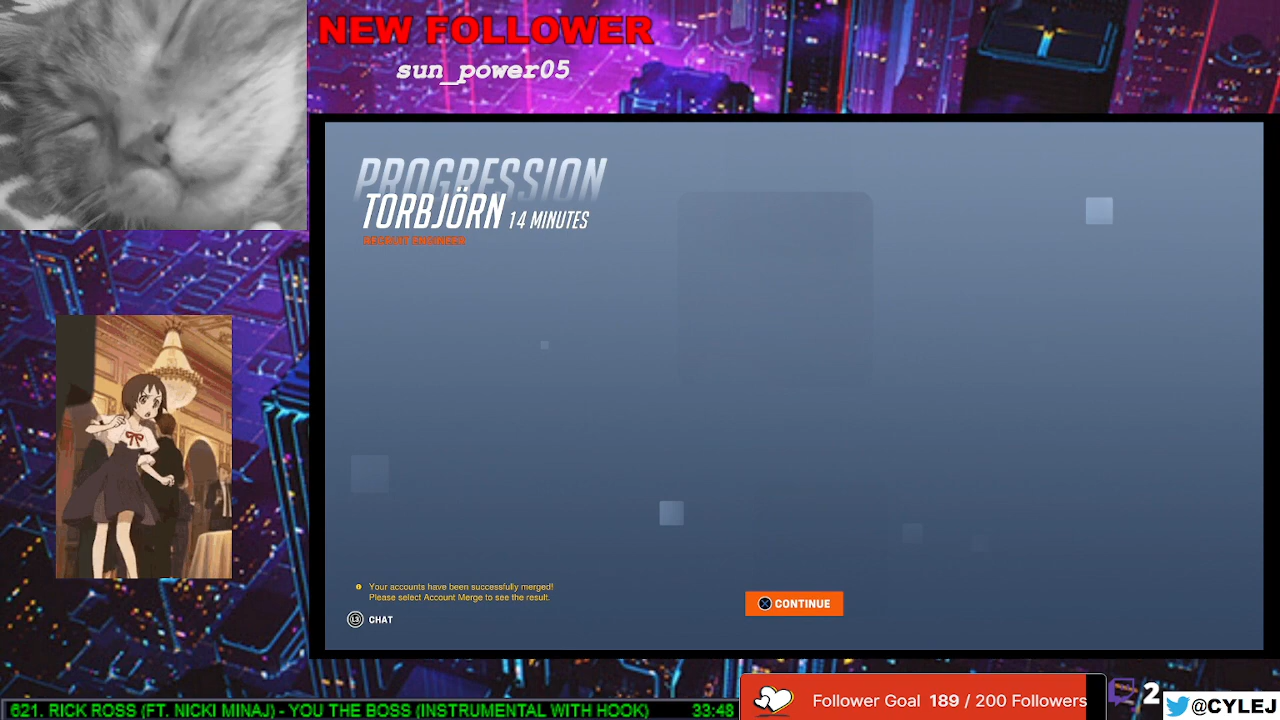 NEW FOLLOWER
sun_power05
PROGRESSION
TORBJÖRN 14 MINUTES
RECRUIT ENGINEER
Your accounts have been successfully merged!
Please select Account Merge to see the result.
CONTINUE
L3 CHAT
Follower Goal 189 / 200 Followers
2
@CYLEJ
621. RICK ROSS (FT. NICKI MINAJ) - YOU THE BOSS (INSTRUMENTAL WITH HOOK) 33:48